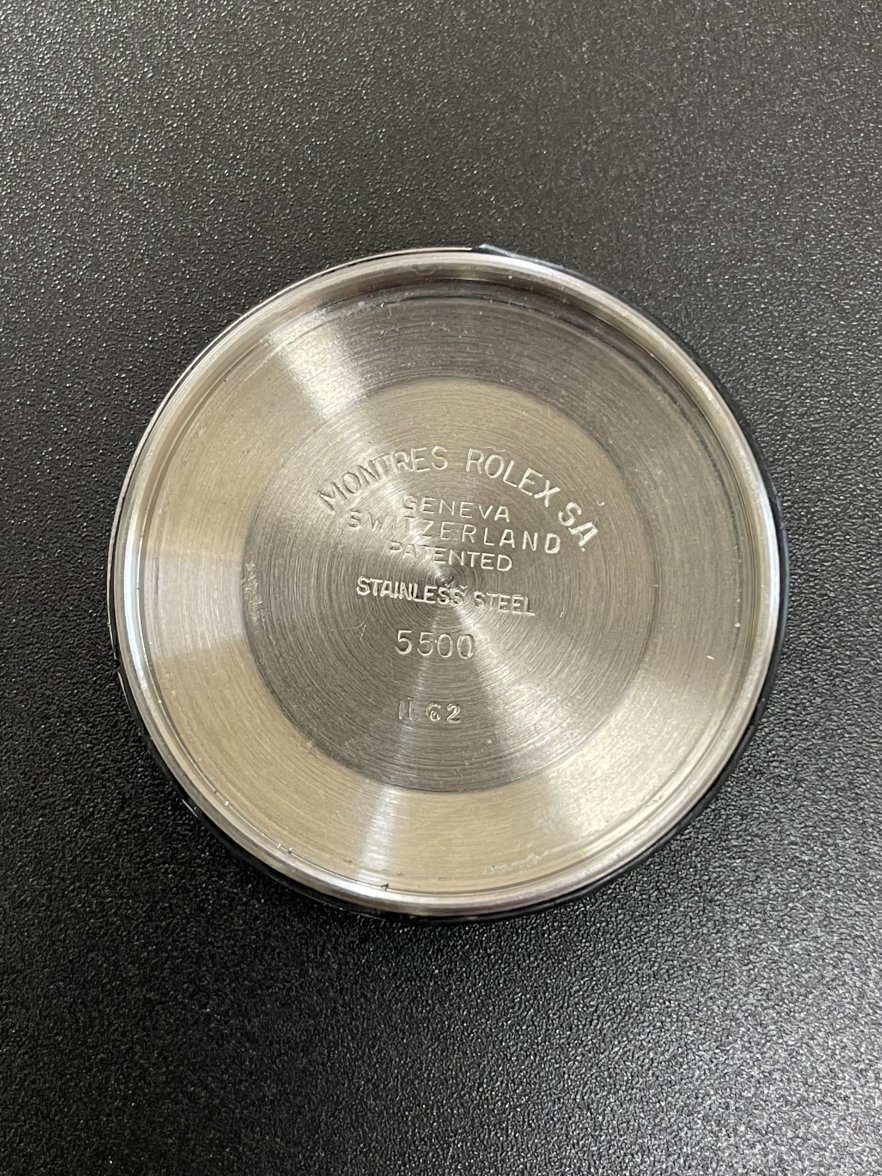 MONTRES ROLEX S.A.
GENEVA
SWITZERLAND
PATENTED
STAINLESS STEEL
5500
II 62